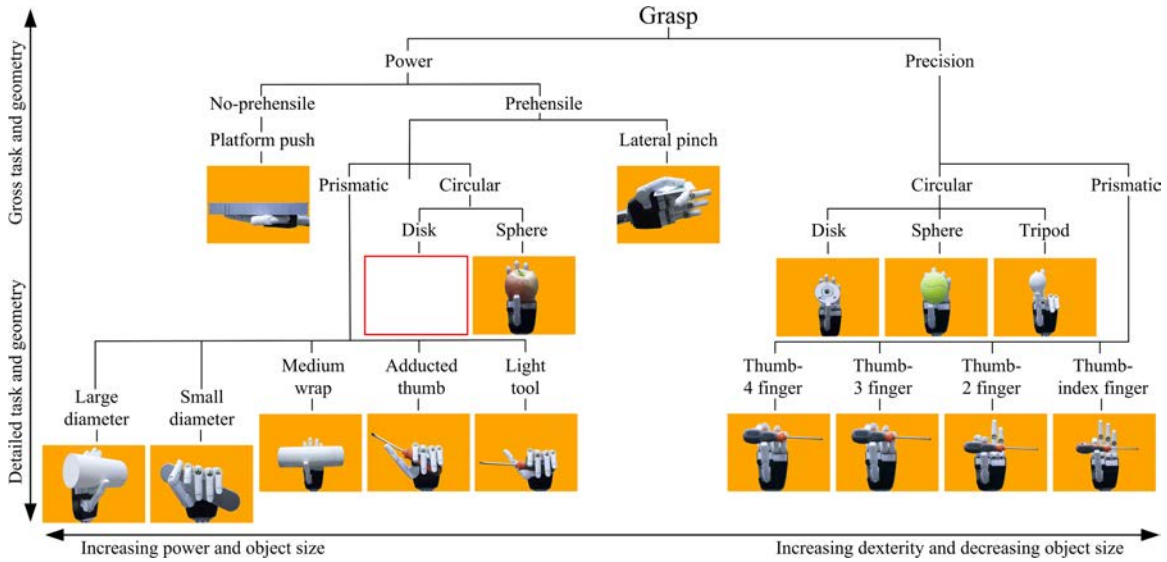 Grasp
Power
Precision
No-prehensile
Prehensile
Platform push
Lateral pinch
Prismatic
Circular
Circular
Prismatic
Disk
Sphere
Disk
Sphere
Tripod
Medium
wrap
Adducted
thumb
Light
tool
Thumb-
4 finger
Thumb-
3 finger
Thumb-
2 finger
Thumb-
index finger
Large
diameter
Small
diameter
Gross task and geometry
Detailed task and geometry
Increasing power and object size
Increasing dexterity and decreasing object size